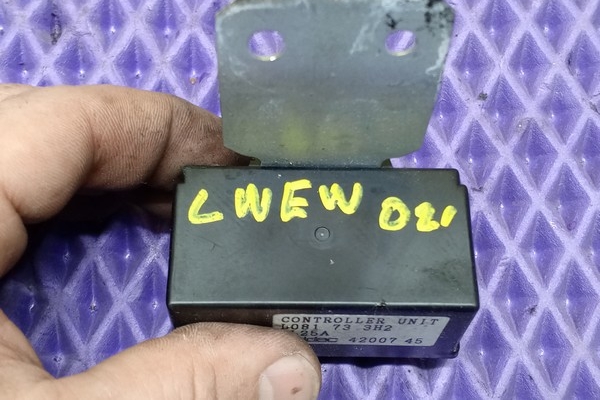 LWEW 021
CONTROLLER UNIT
L081 73 3H2
25A
42007 45